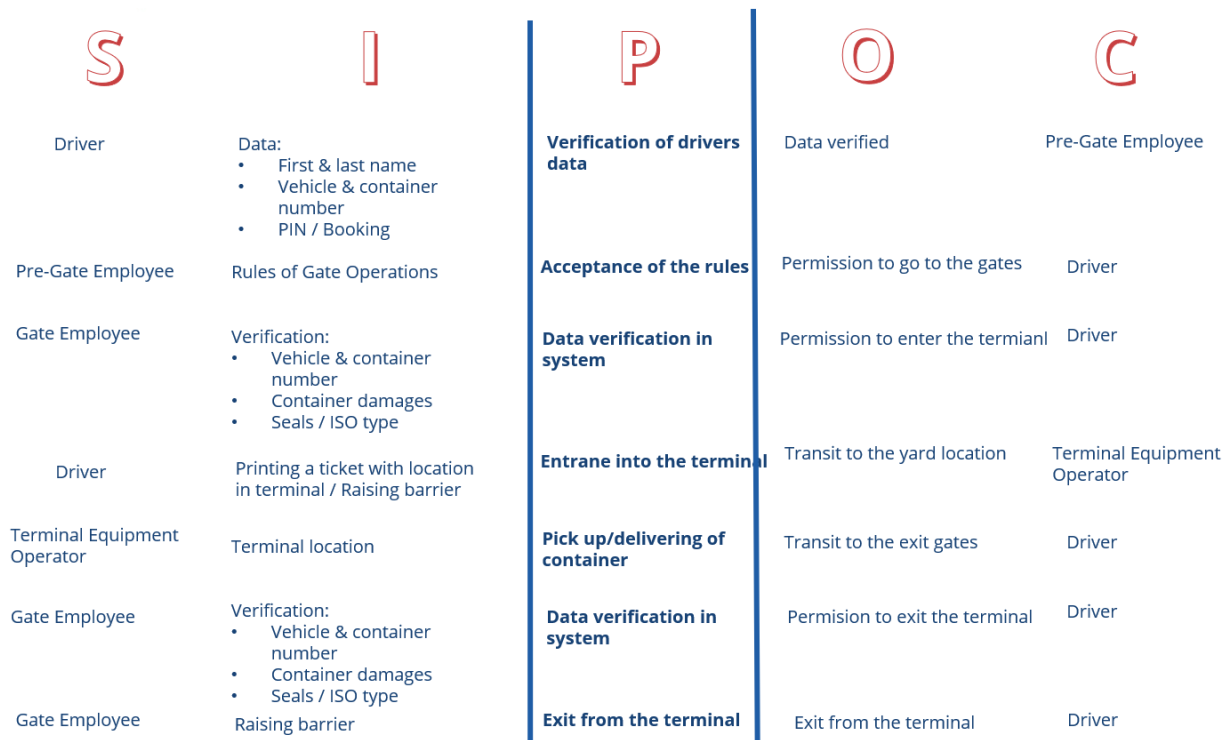 S I P O C
Driver
Data:
• First & last name
• Vehicle & container
number
• PIN / Booking
Verification of drivers
data
Data verified
Pre-Gate Employee
Pre-Gate Employee
Rules of Gate Operations
Acceptance of the rules
Permission to go to the gates
Driver
Gate Employee
Verification:
• Vehicle & container
number
• Container damages
• Seals / ISO type
Data verification in
system
Permission to enter the termianl
Driver
Driver
Printing a ticket with location
in terminal / Raising barrier
Entrane into the terminal
Transit to the yard location
Terminal Equipment
Operator
Terminal Equipment
Operator
Terminal location
Pick up/delivering of
container
Transit to the exit gates
Driver
Gate Employee
Verification:
• Vehicle & container
number
• Container damages
• Seals / ISO type
Data verification in
system
Permision to exit the terminal
Driver
Gate Employee
Raising barrier
Exit from the terminal
Exit from the terminal
Driver